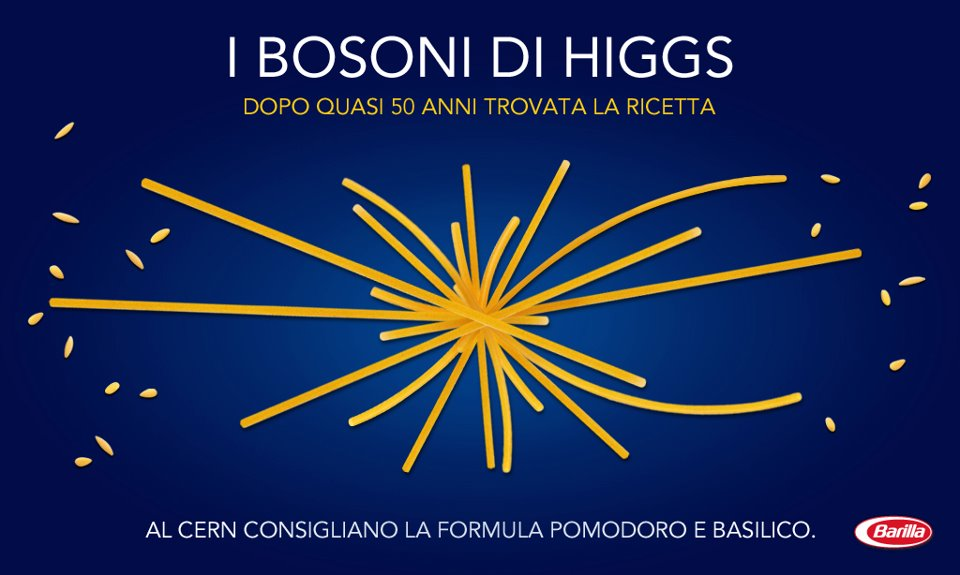 I BOSONI DI HIGGS
DOPO QUASI 50 ANNI TROVATA LA RICETTA
AL CERN CONSIGLIANO LA FORMULA POMODORO E BASILICO.
Barilla